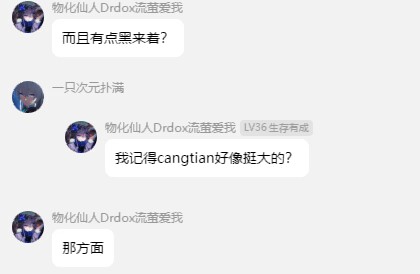 物化仙人Drdox流萤爱我
而且有点黑来着？
一只次元扑满
物化仙人Drdox流萤爱我 LV36 生存有成
我记得cangtian好像挺大的？
物化仙人Drdox流萤爱我
那方面